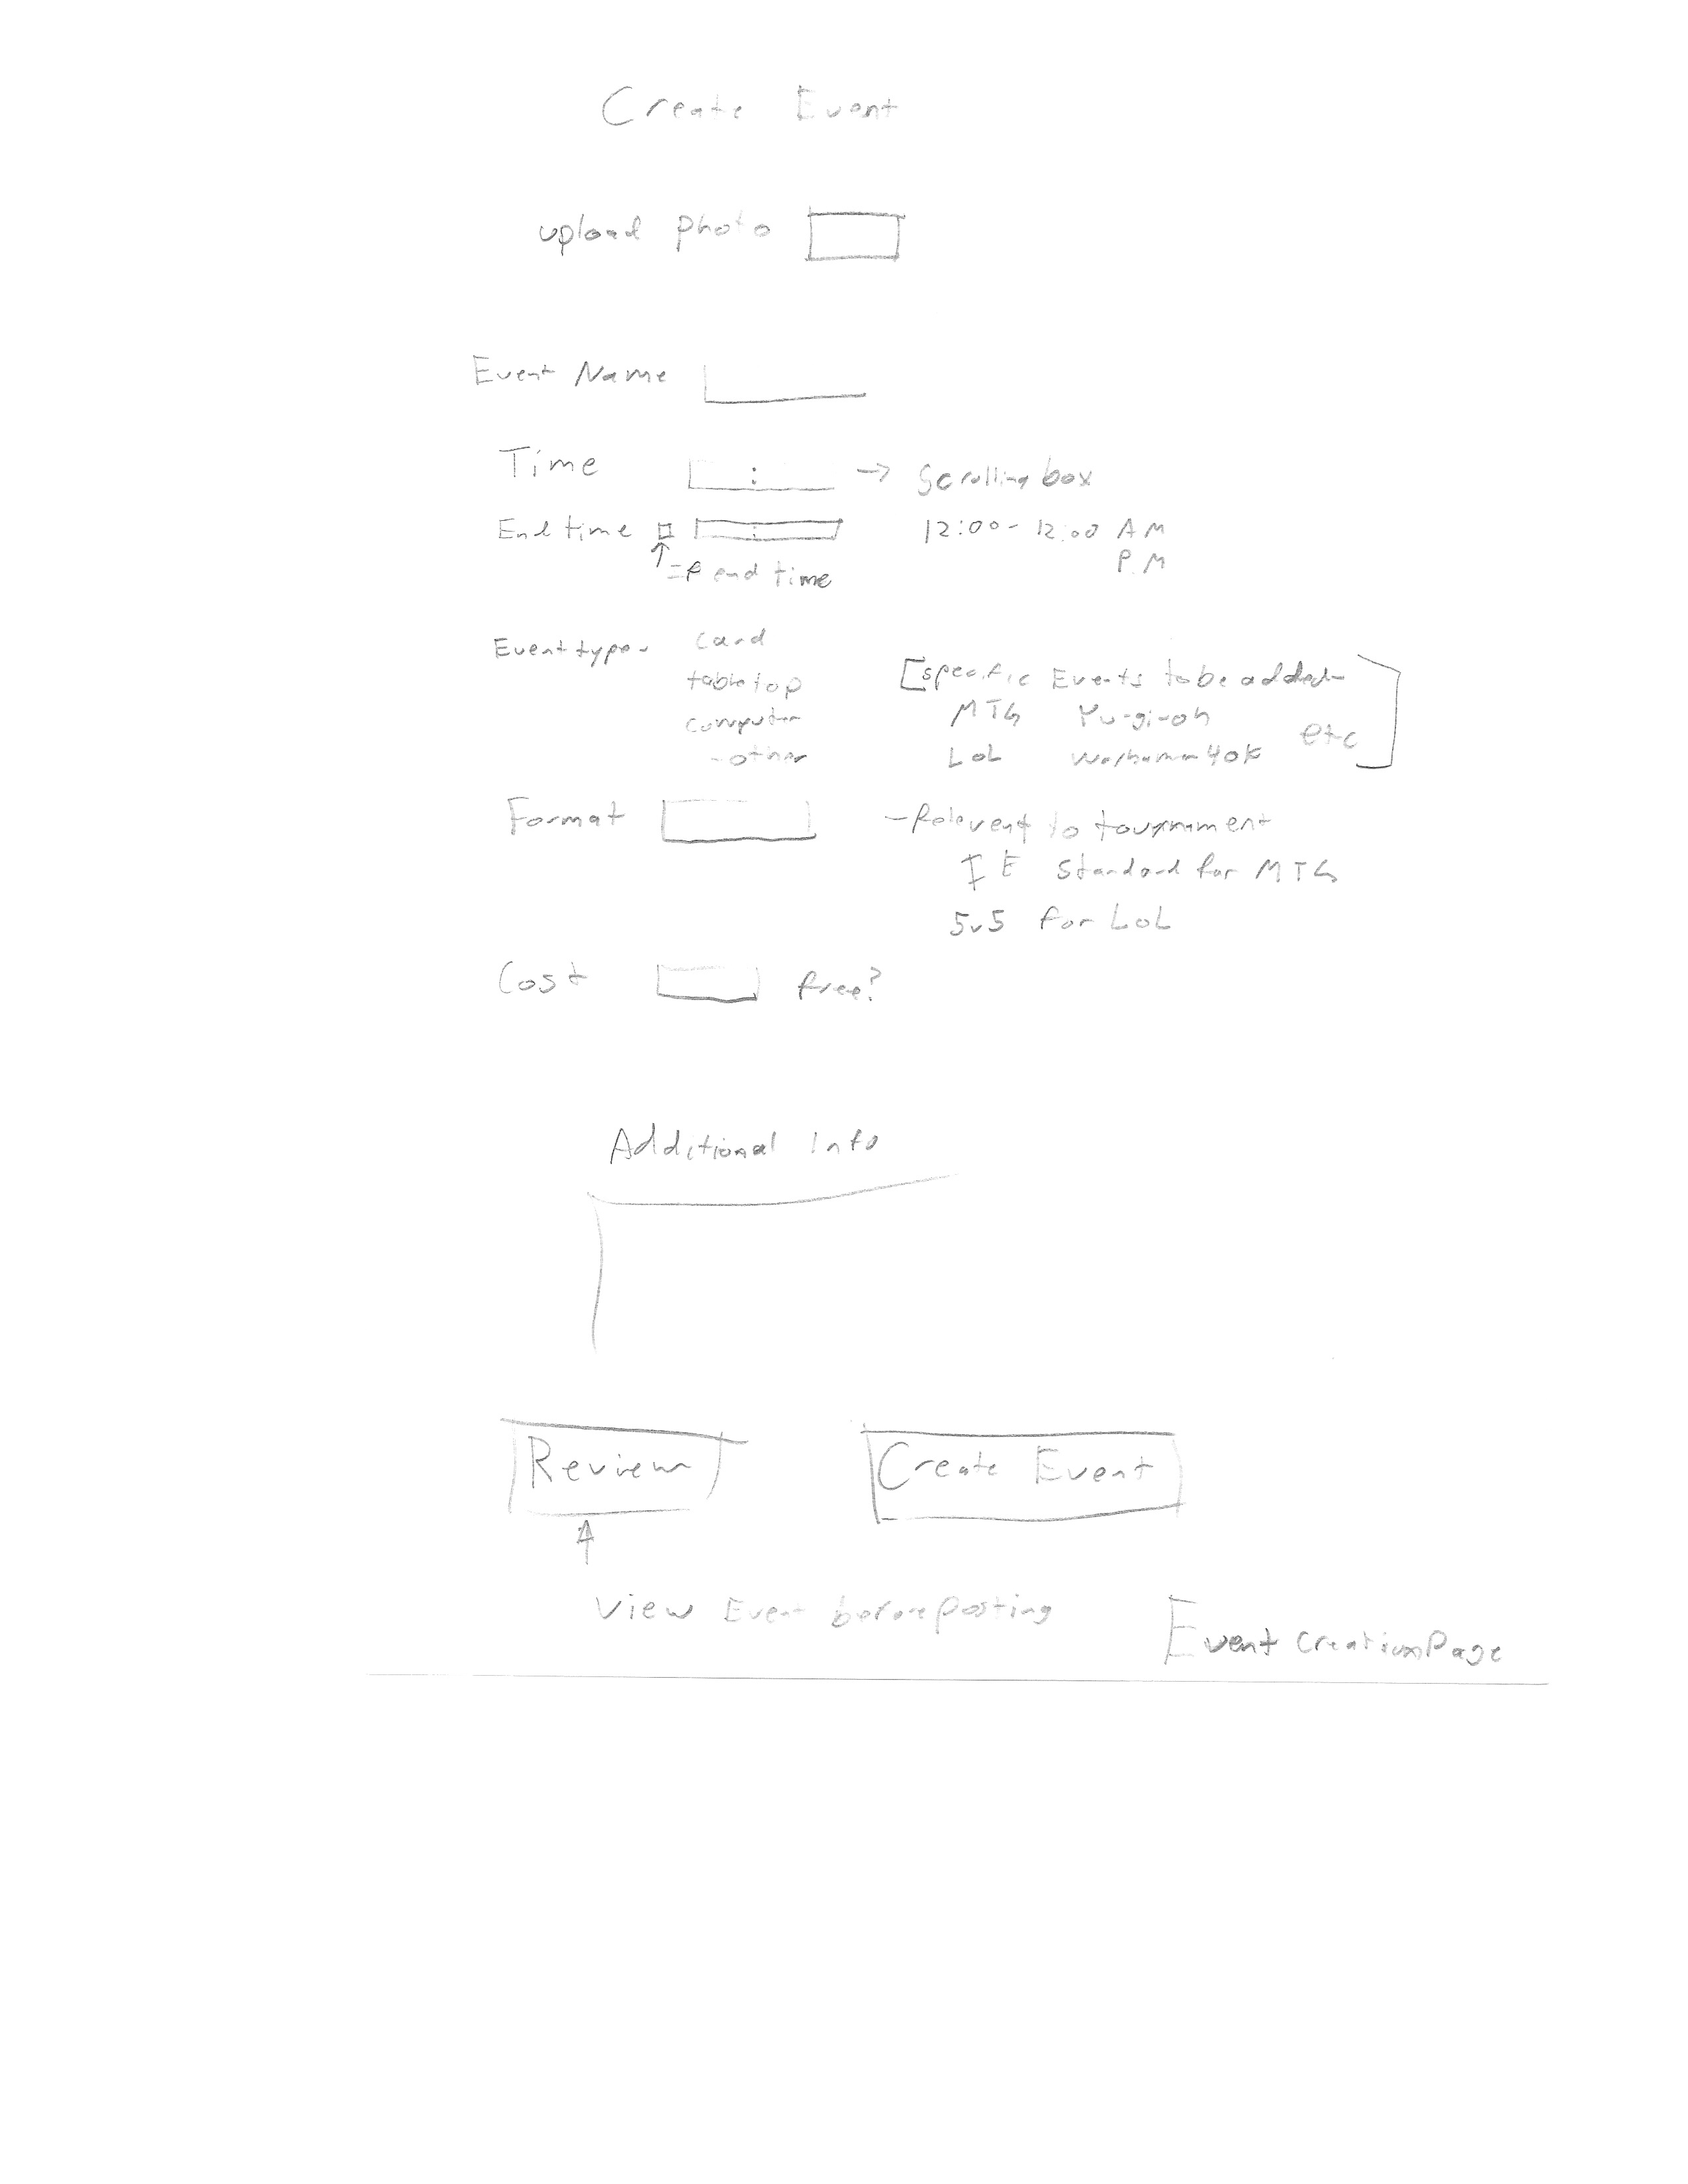 Create Event
upload photo
Event Name
Time : → Scrolling box
End time : 12:00 - 12:00 AM
P.M
= if end time
Event type - card
tabletop
computer
- other
[specific Events to be added -
MTG Yu-gi-oh
LoL Warhammer 40k etc ]
Format - Relevent to tournament
IE Standard for MTG
5v5 for LoL
Cost free?
Additional Info
Review Create Event
View Event before posting
Event Creation Page